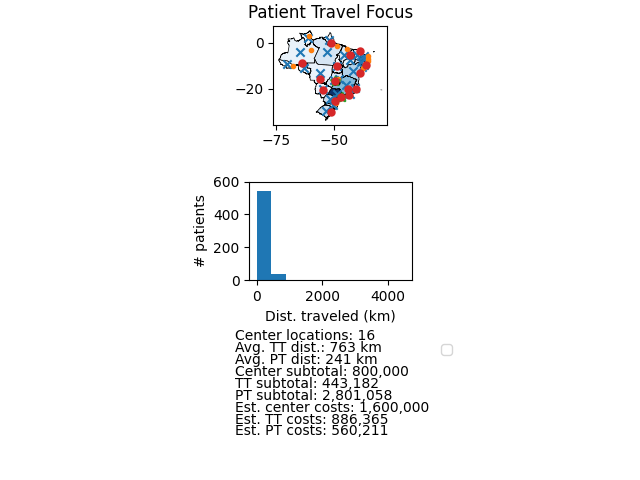 Patient Travel Focus
0
−20
−75
−50
600
400
200
0
# patients
0
2000
4000
Dist. traveled (km)
Center locations: 16
Avg. TT dist.: 763 km
Avg. PT dist: 241 km
Center subtotal: 800,000
TT subtotal: 443,182
PT subtotal: 2,801,058
Est. center costs: 1,600,000
Est. TT costs: 886,365
Est. PT costs: 560,211